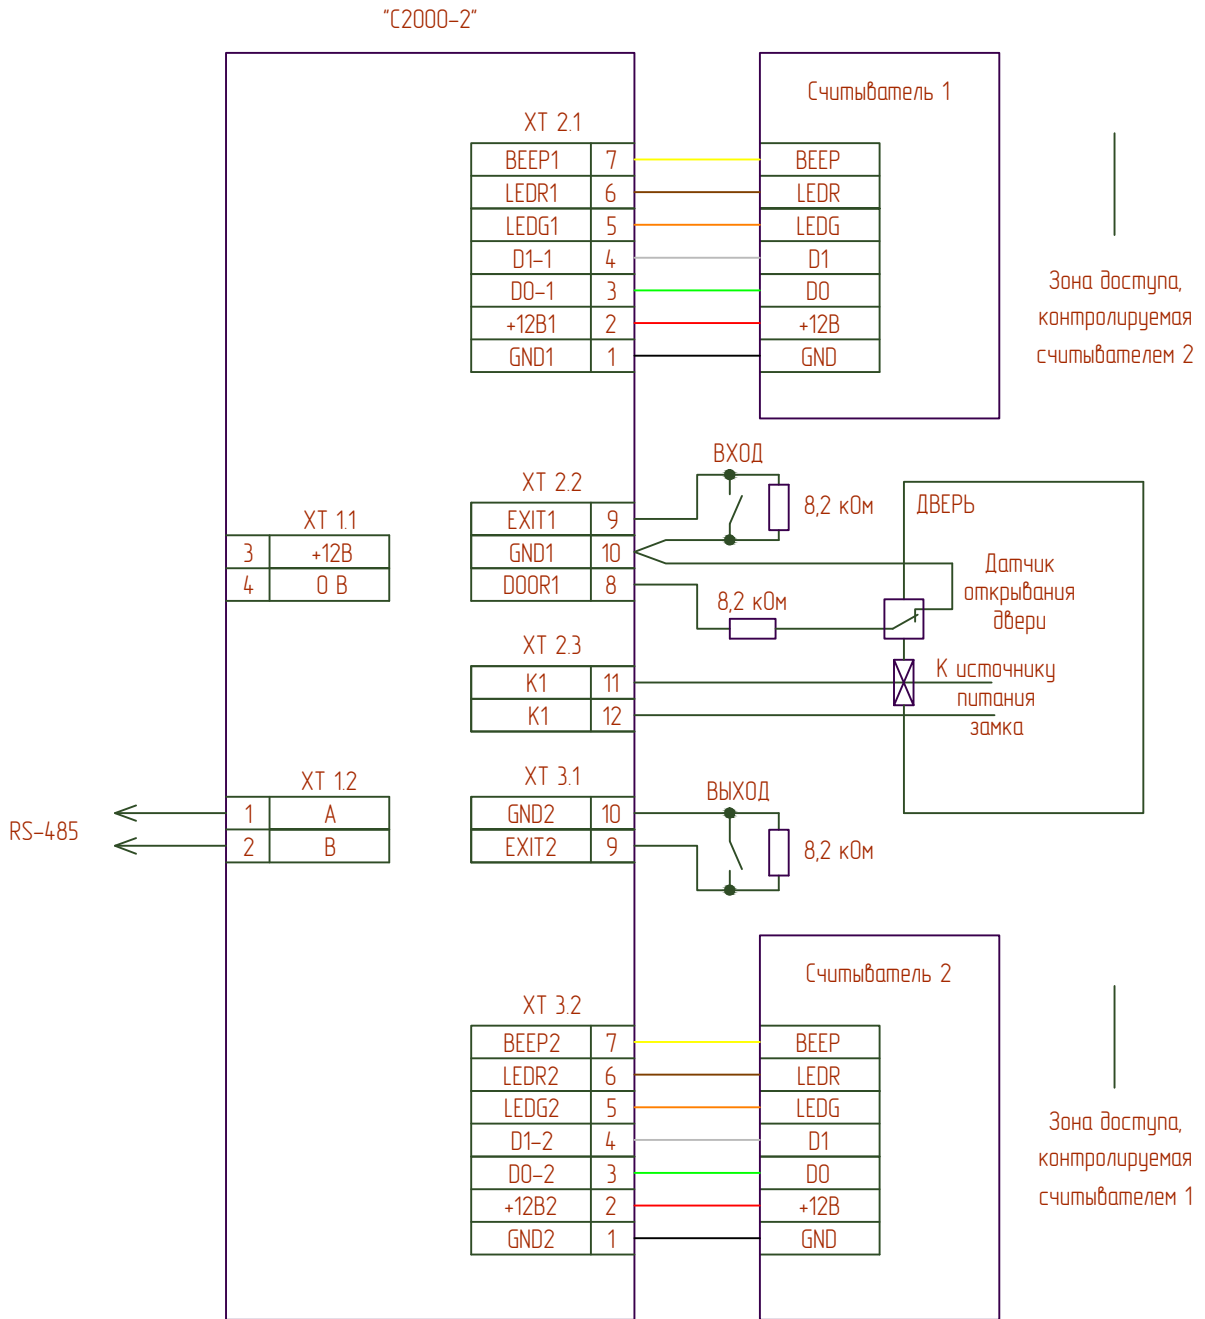 "С2000-2"
Считыватель 1
XT 2.1
BEEP1 7 BEEP
LEDR1 6 LEDR
LEDG1 5 LEDG
D1-1 4 D1
D0-1 3 D0
+12В1 2 +12В
GND1 1 GND
Зона доступа,
контролируемая
считывателем 2
ВХОД
XT 2.2
EXIT1 9
GND1 10
DOOR1 8
8,2 кОм
ДВЕРЬ
XT 1.1
3 +12В
4 0 В
Датчик
открывания
двери
8,2 кОм
XT 2.3
K1 11
K1 12
К источнику
питания
замка
XT 1.2
1 A
2 B
RS-485
XT 3.1
GND2 10
EXIT2 9
ВЫХОД
8,2 кОм
Считыватель 2
XT 3.2
BEEP2 7 BEEP
LEDR2 6 LEDR
LEDG2 5 LEDG
D1-2 4 D1
D0-2 3 D0
+12В2 2 +12В
GND2 1 GND
Зона доступа,
контролируемая
считывателем 1